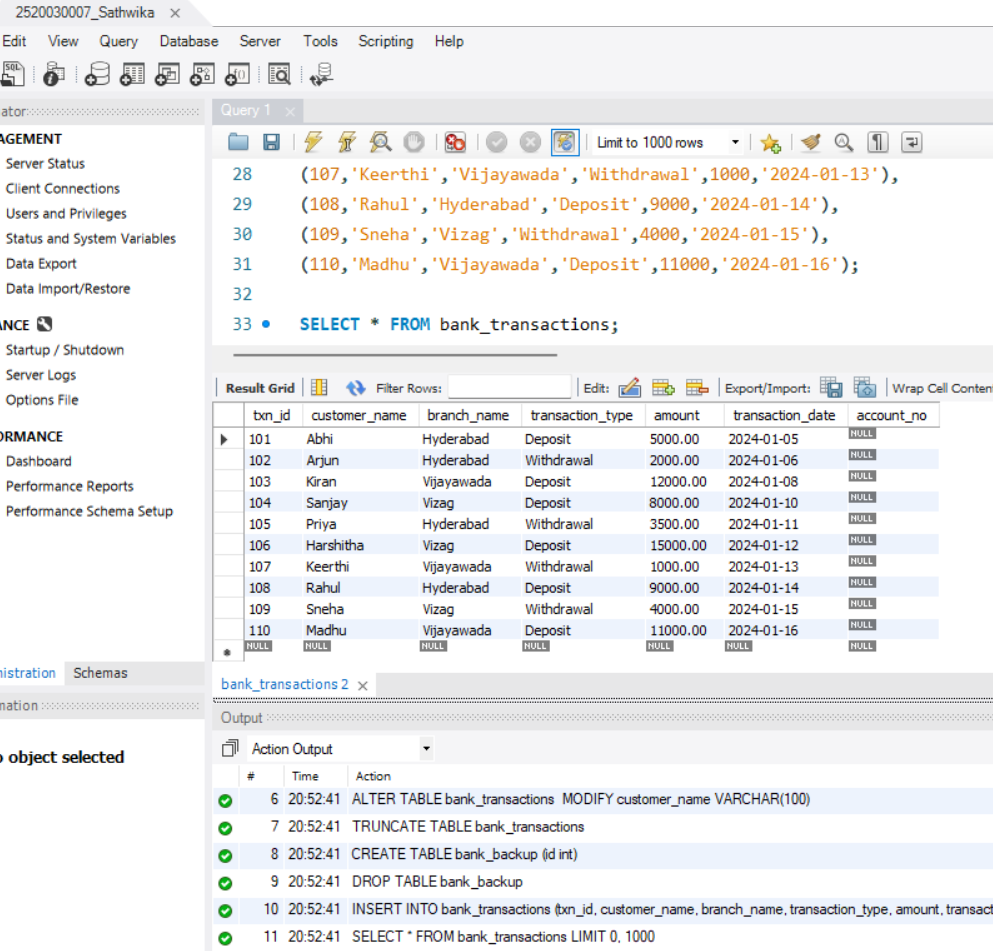 2520030007_Sathwika ×
Edit View Query Database Server Tools Scripting Help
SQL
ator
Query 1 ×
AGEMENT
Server Status
Client Connections
Users and Privileges
Status and System Variables
Data Export
Data Import/Restore
ANCE
Startup / Shutdown
Server Logs
Options File
ORMANCE
Dashboard
Performance Reports
Performance Schema Setup
nistration Schemas
mation
o object selected
Limit to 1000 rows
28 (107,'Keerthi','Vijayawada','Withdrawal',1000,'2024-01-13'),
29 (108,'Rahul','Hyderabad','Deposit',9000,'2024-01-14'),
30 (109,'Sneha','Vizag','Withdrawal',4000,'2024-01-15'),
31 (110,'Madhu','Vijayawada','Deposit',11000,'2024-01-16');
32
33 SELECT * FROM bank_transactions;
Result Grid Filter Rows: Edit: Export/Import: Wrap Cell Conten
txn_id customer_name branch_name transaction_type amount transaction_date account_no
101 Abhi Hyderabad Deposit 5000.00 2024-01-05 NULL
102 Arjun Hyderabad Withdrawal 2000.00 2024-01-06 NULL
103 Kiran Vijayawada Deposit 12000.00 2024-01-08 NULL
104 Sanjay Vizag Deposit 8000.00 2024-01-10 NULL
105 Priya Hyderabad Withdrawal 3500.00 2024-01-11 NULL
106 Harshitha Vizag Deposit 15000.00 2024-01-12 NULL
107 Keerthi Vijayawada Withdrawal 1000.00 2024-01-13 NULL
108 Rahul Hyderabad Deposit 9000.00 2024-01-14 NULL
109 Sneha Vizag Withdrawal 4000.00 2024-01-15 NULL
110 Madhu Vijayawada Deposit 11000.00 2024-01-16 NULL
* NULL NULL NULL NULL NULL NULL NULL
bank_transactions 2 ×
Output
Action Output
# Time Action
6 20:52:41 ALTER TABLE bank_transactions MODIFY customer_name VARCHAR(100)
7 20:52:41 TRUNCATE TABLE bank_transactions
8 20:52:41 CREATE TABLE bank_backup (id int)
9 20:52:41 DROP TABLE bank_backup
10 20:52:41 INSERT INTO bank_transactions (txn_id, customer_name, branch_name, transaction_type, amount, transact
11 20:52:41 SELECT * FROM bank_transactions LIMIT 0, 1000